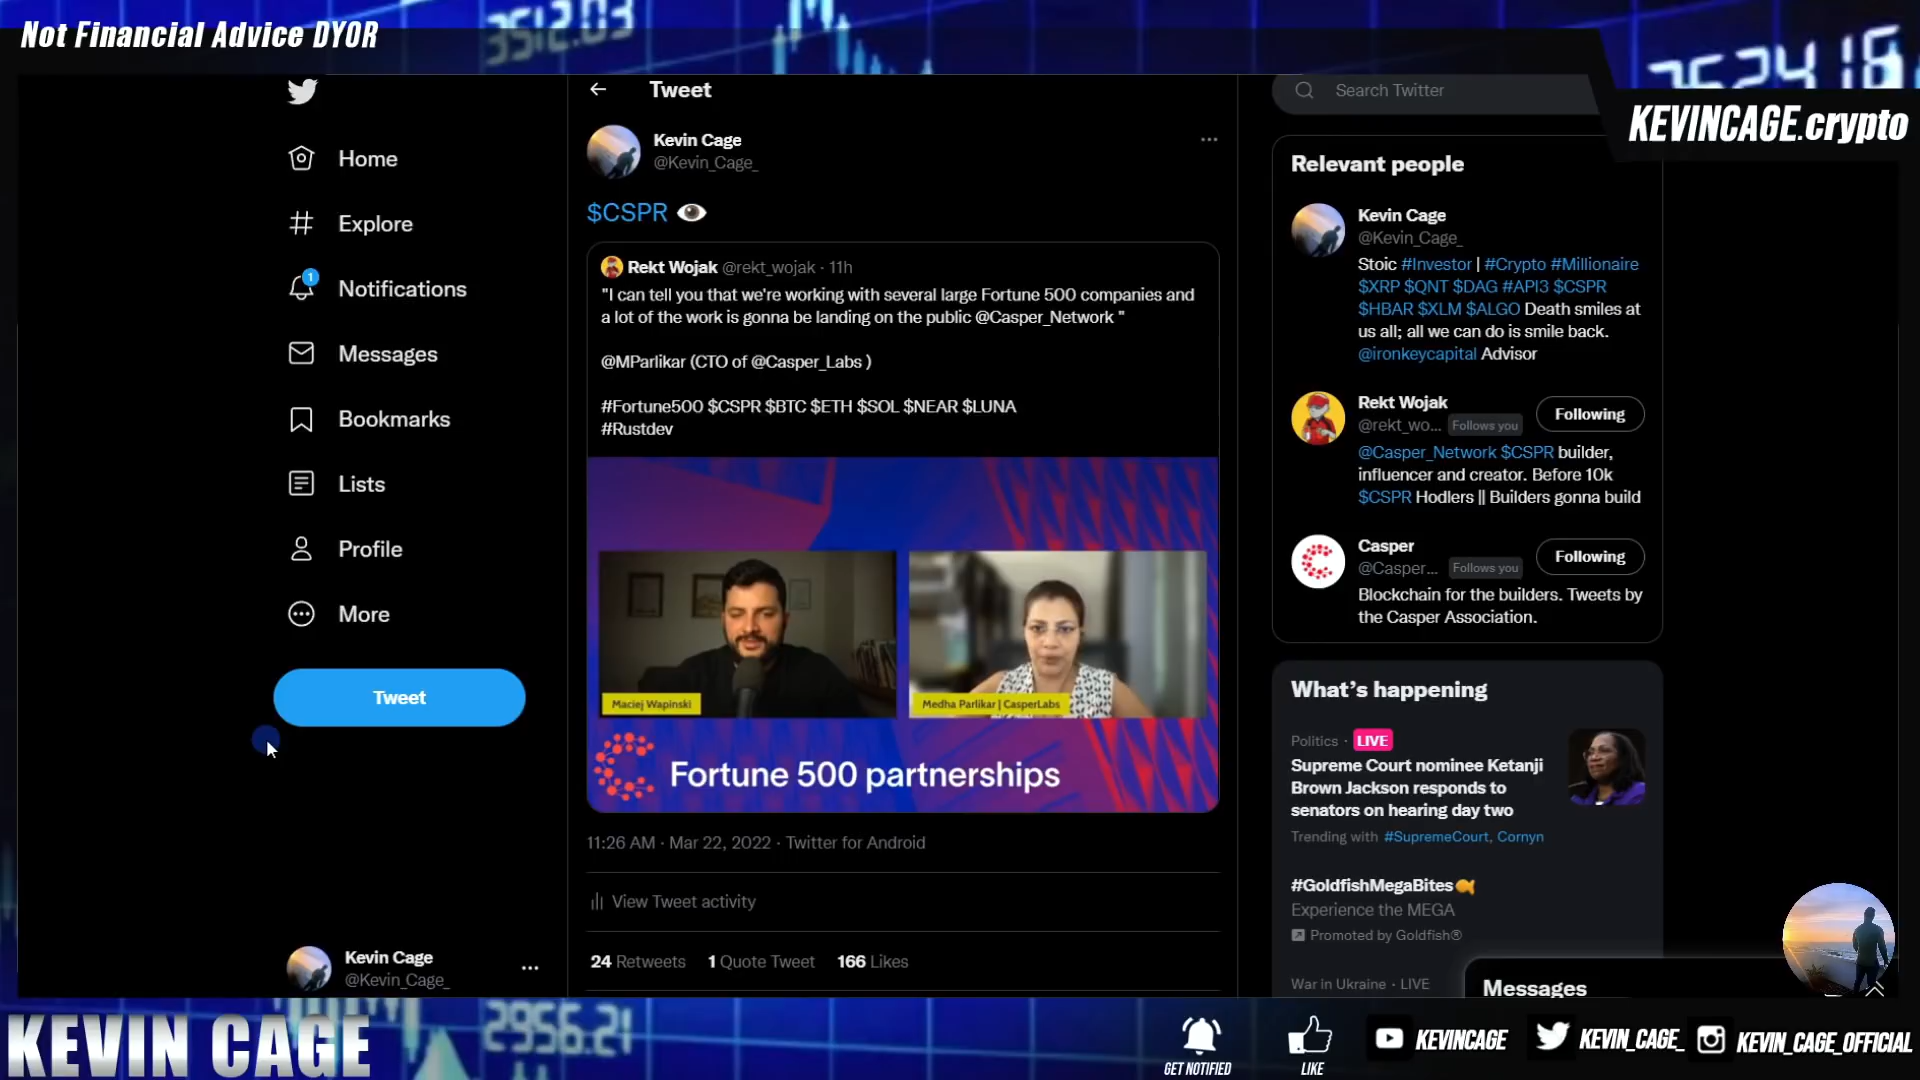 Not Financial Advice DYOR
3512.03
KEVINCAGE.crypto
Home
Explore
1
Notifications
Messages
Bookmarks
Lists
Profile
More
Tweet
Kevin Cage
@Kevin_Cage_
Tweet
Kevin Cage
@Kevin_Cage_
$CSPR
Rekt Wojak @rekt_wojak · 11h
"I can tell you that we're working with several large Fortune 500 companies and
a lot of the work is gonna be landing on the public @Casper_Network "
@MParlikar (CTO of @Casper_Labs )
#Fortune500 $CSPR $BTC $ETH $SOL $NEAR $LUNA
#Rustdev
Maciej Wapinski
Medha Parlikar | CasperLabs
Fortune 500 partnerships
11:26 AM · Mar 22, 2022 · Twitter for Android
View Tweet activity
24 Retweets 1 Quote Tweet 166 Likes
Search Twitter
Relevant people
Kevin Cage
@Kevin_Cage_
Stoic #Investor | #Crypto #Millionaire
$XRP $QNT $DAG #API3 $CSPR
$HBAR $XLM $ALGO Death smiles at
us all; all we can do is smile back.
@ironkeycapital Advisor
Rekt Wojak
@rekt_wo... Follows you
Following
@Casper_Network $CSPR builder,
influencer and creator. Before 10k
$CSPR Hodlers || Builders gonna build
Casper
@Casper... Follows you
Following
Blockchain for the builders. Tweets by
the Casper Association.
What's happening
Politics · LIVE
Supreme Court nominee Ketanji
Brown Jackson responds to
senators on hearing day two
Trending with #SupremeCourt, Cornyn
#GoldfishMegaBites
Experience the MEGA
Promoted by Goldfish®
War in Ukraine · LIVE
Messages
KEVIN CAGE
2956.21
GET NOTIFIED
LIKE
KEVINCAGE
KEVIN_CAGE_
KEVIN_CAGE_OFFICIAL